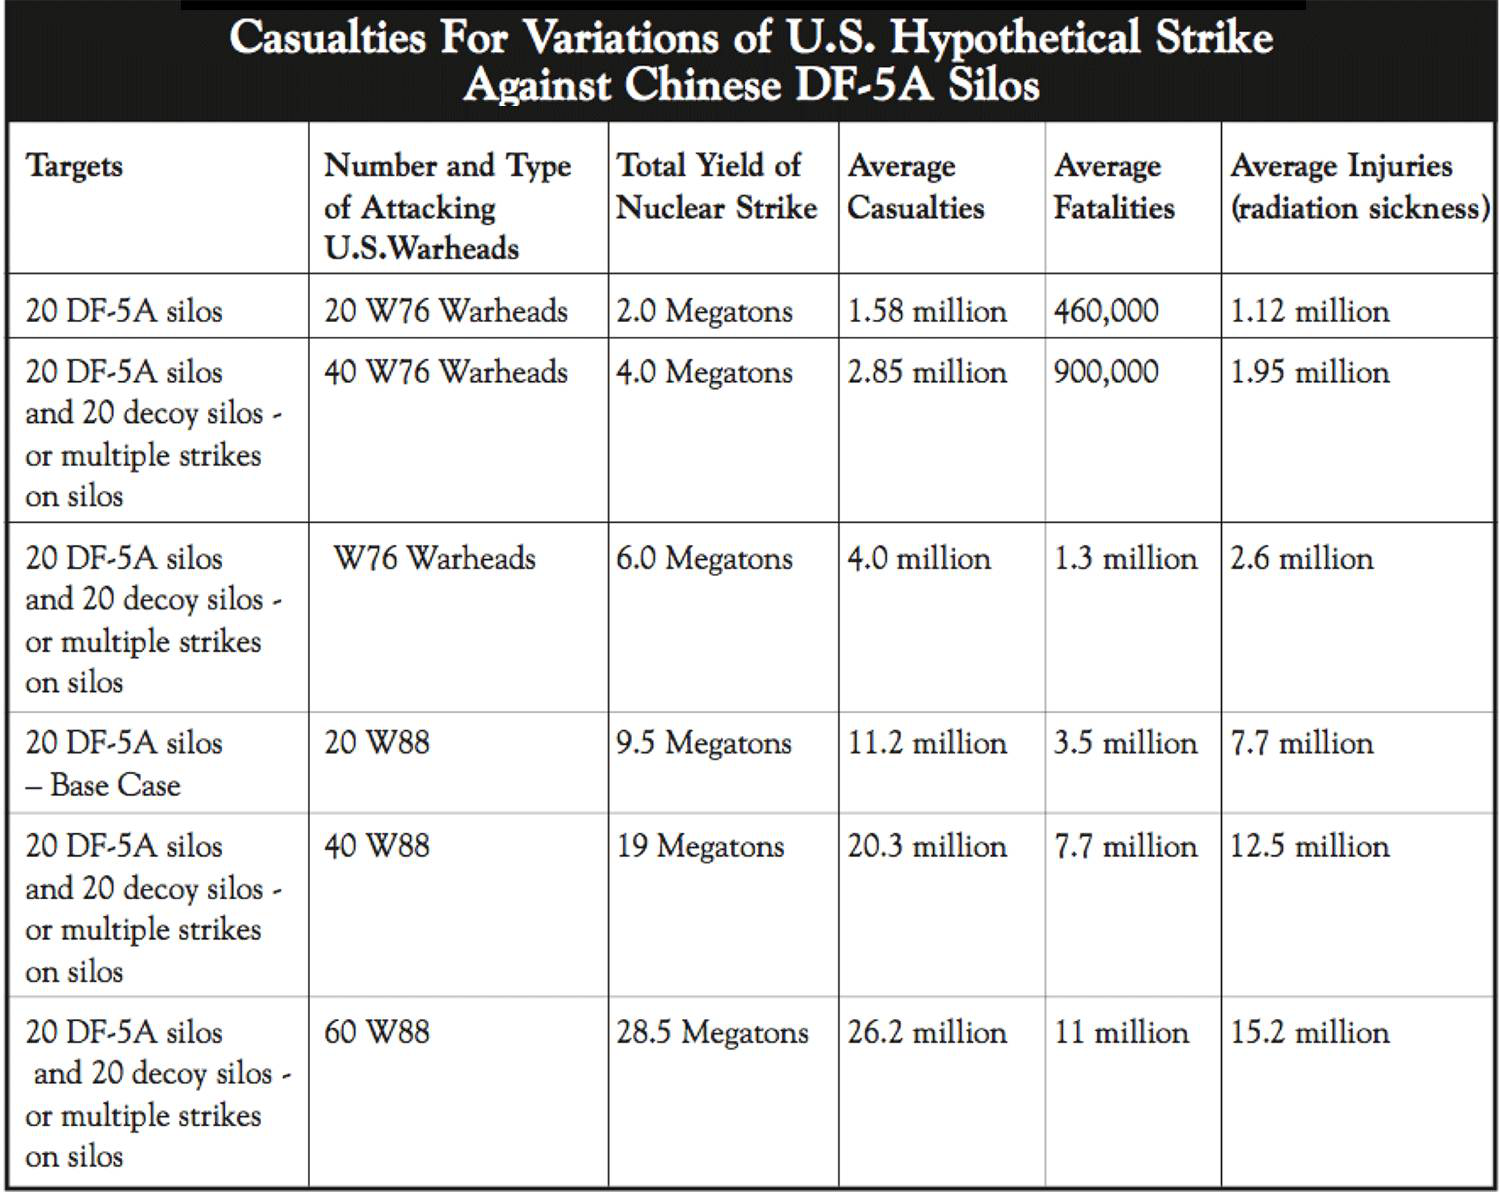 Casualties For Variations of U.S. Hypothetical Strike
Against Chinese DF-5A Silos
Targets
Number and Type
of Attacking
U.S.Warheads
Total Yield of
Nuclear Strike
Average
Casualties
Average
Fatalities
Average Injuries
(radiation sickness)
20 DF-5A silos
20 W76 Warheads
2.0 Megatons
1.58 million
460,000
1.12 million
20 DF-5A silos
and 20 decoy silos -
or multiple strikes
on silos
40 W76 Warheads
4.0 Megatons
2.85 million
900,000
1.95 million
20 DF-5A silos
and 20 decoy silos -
or multiple strikes
on silos
W76 Warheads
6.0 Megatons
4.0 million
1.3 million
2.6 million
20 DF-5A silos
– Base Case
20 W88
9.5 Megatons
11.2 million
3.5 million
7.7 million
20 DF-5A silos
and 20 decoy silos -
or multiple strikes
on silos
40 W88
19 Megatons
20.3 million
7.7 million
12.5 million
20 DF-5A silos
and 20 decoy silos -
or multiple strikes
on silos
60 W88
28.5 Megatons
26.2 million
11 million
15.2 million